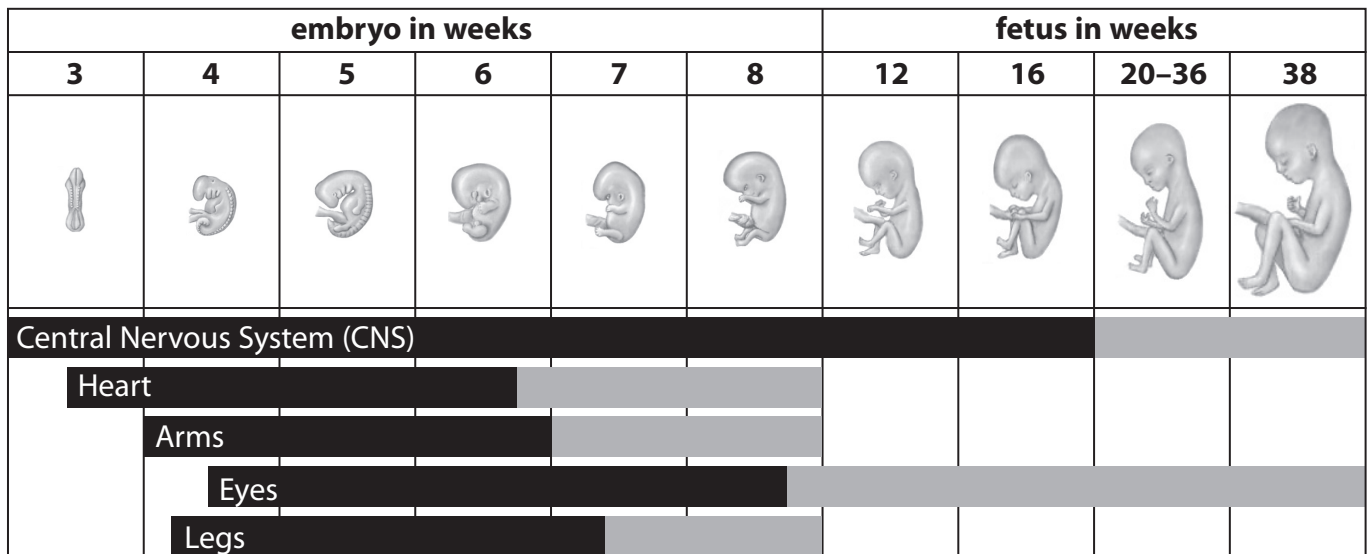 embryo in weeks fetus in weeks
3 4 5 6 7 8 12 16 20–36 38
Central Nervous System (CNS)
Heart
Arms
Eyes
Legs